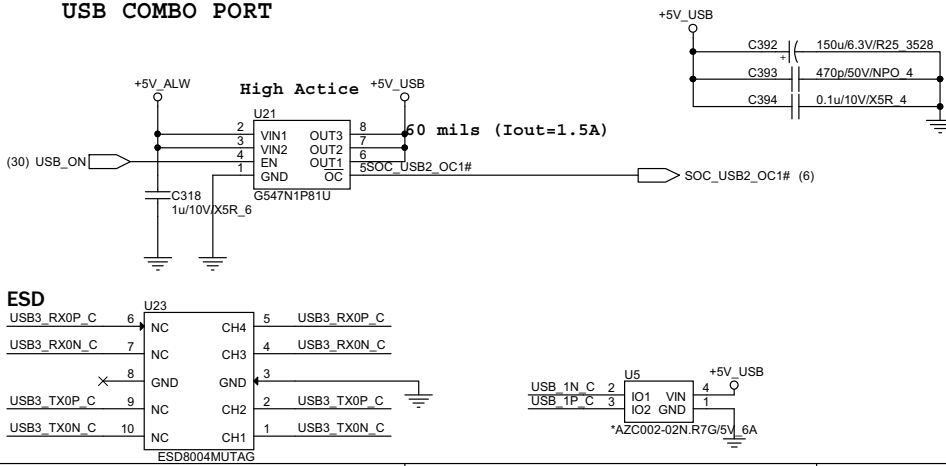 USB COMBO PORT
+5V_USB
C392 150u/6.3V/R25_3528
+
C393 470p/50V/NPO_4
C394 0.1u/10V/X5R_4
+5V_ALW
High Actice
+5V_USB
U21
2 VIN1 OUT3 8
3 VIN2 OUT2 7
4 EN OUT1 6
1 GND OC 5
60 mils (Iout=1.5A)
(30) USB_ON
SOC_USB2_OC1#
SOC_USB2_OC1# (6)
G547N1P81U
C318
1u/10V/X5R_6
ESD
U23
USB3_RX0P_C 6 NC CH4 5 USB3_RX0P_C
USB3_RX0N_C 7 NC CH3 4 USB3_RX0N_C
8 GND GND 3
USB3_TX0P_C 9 NC CH2 2 USB3_TX0P_C
USB3_TX0N_C 10 NC CH1 1 USB3_TX0N_C
ESD8004MUTAG
U5
+5V_USB
USB_1N_C 2 IO1 VIN 4
USB_1P_C 3 IO2 GND 1
*AZC002-02N.R7G/5V_6A